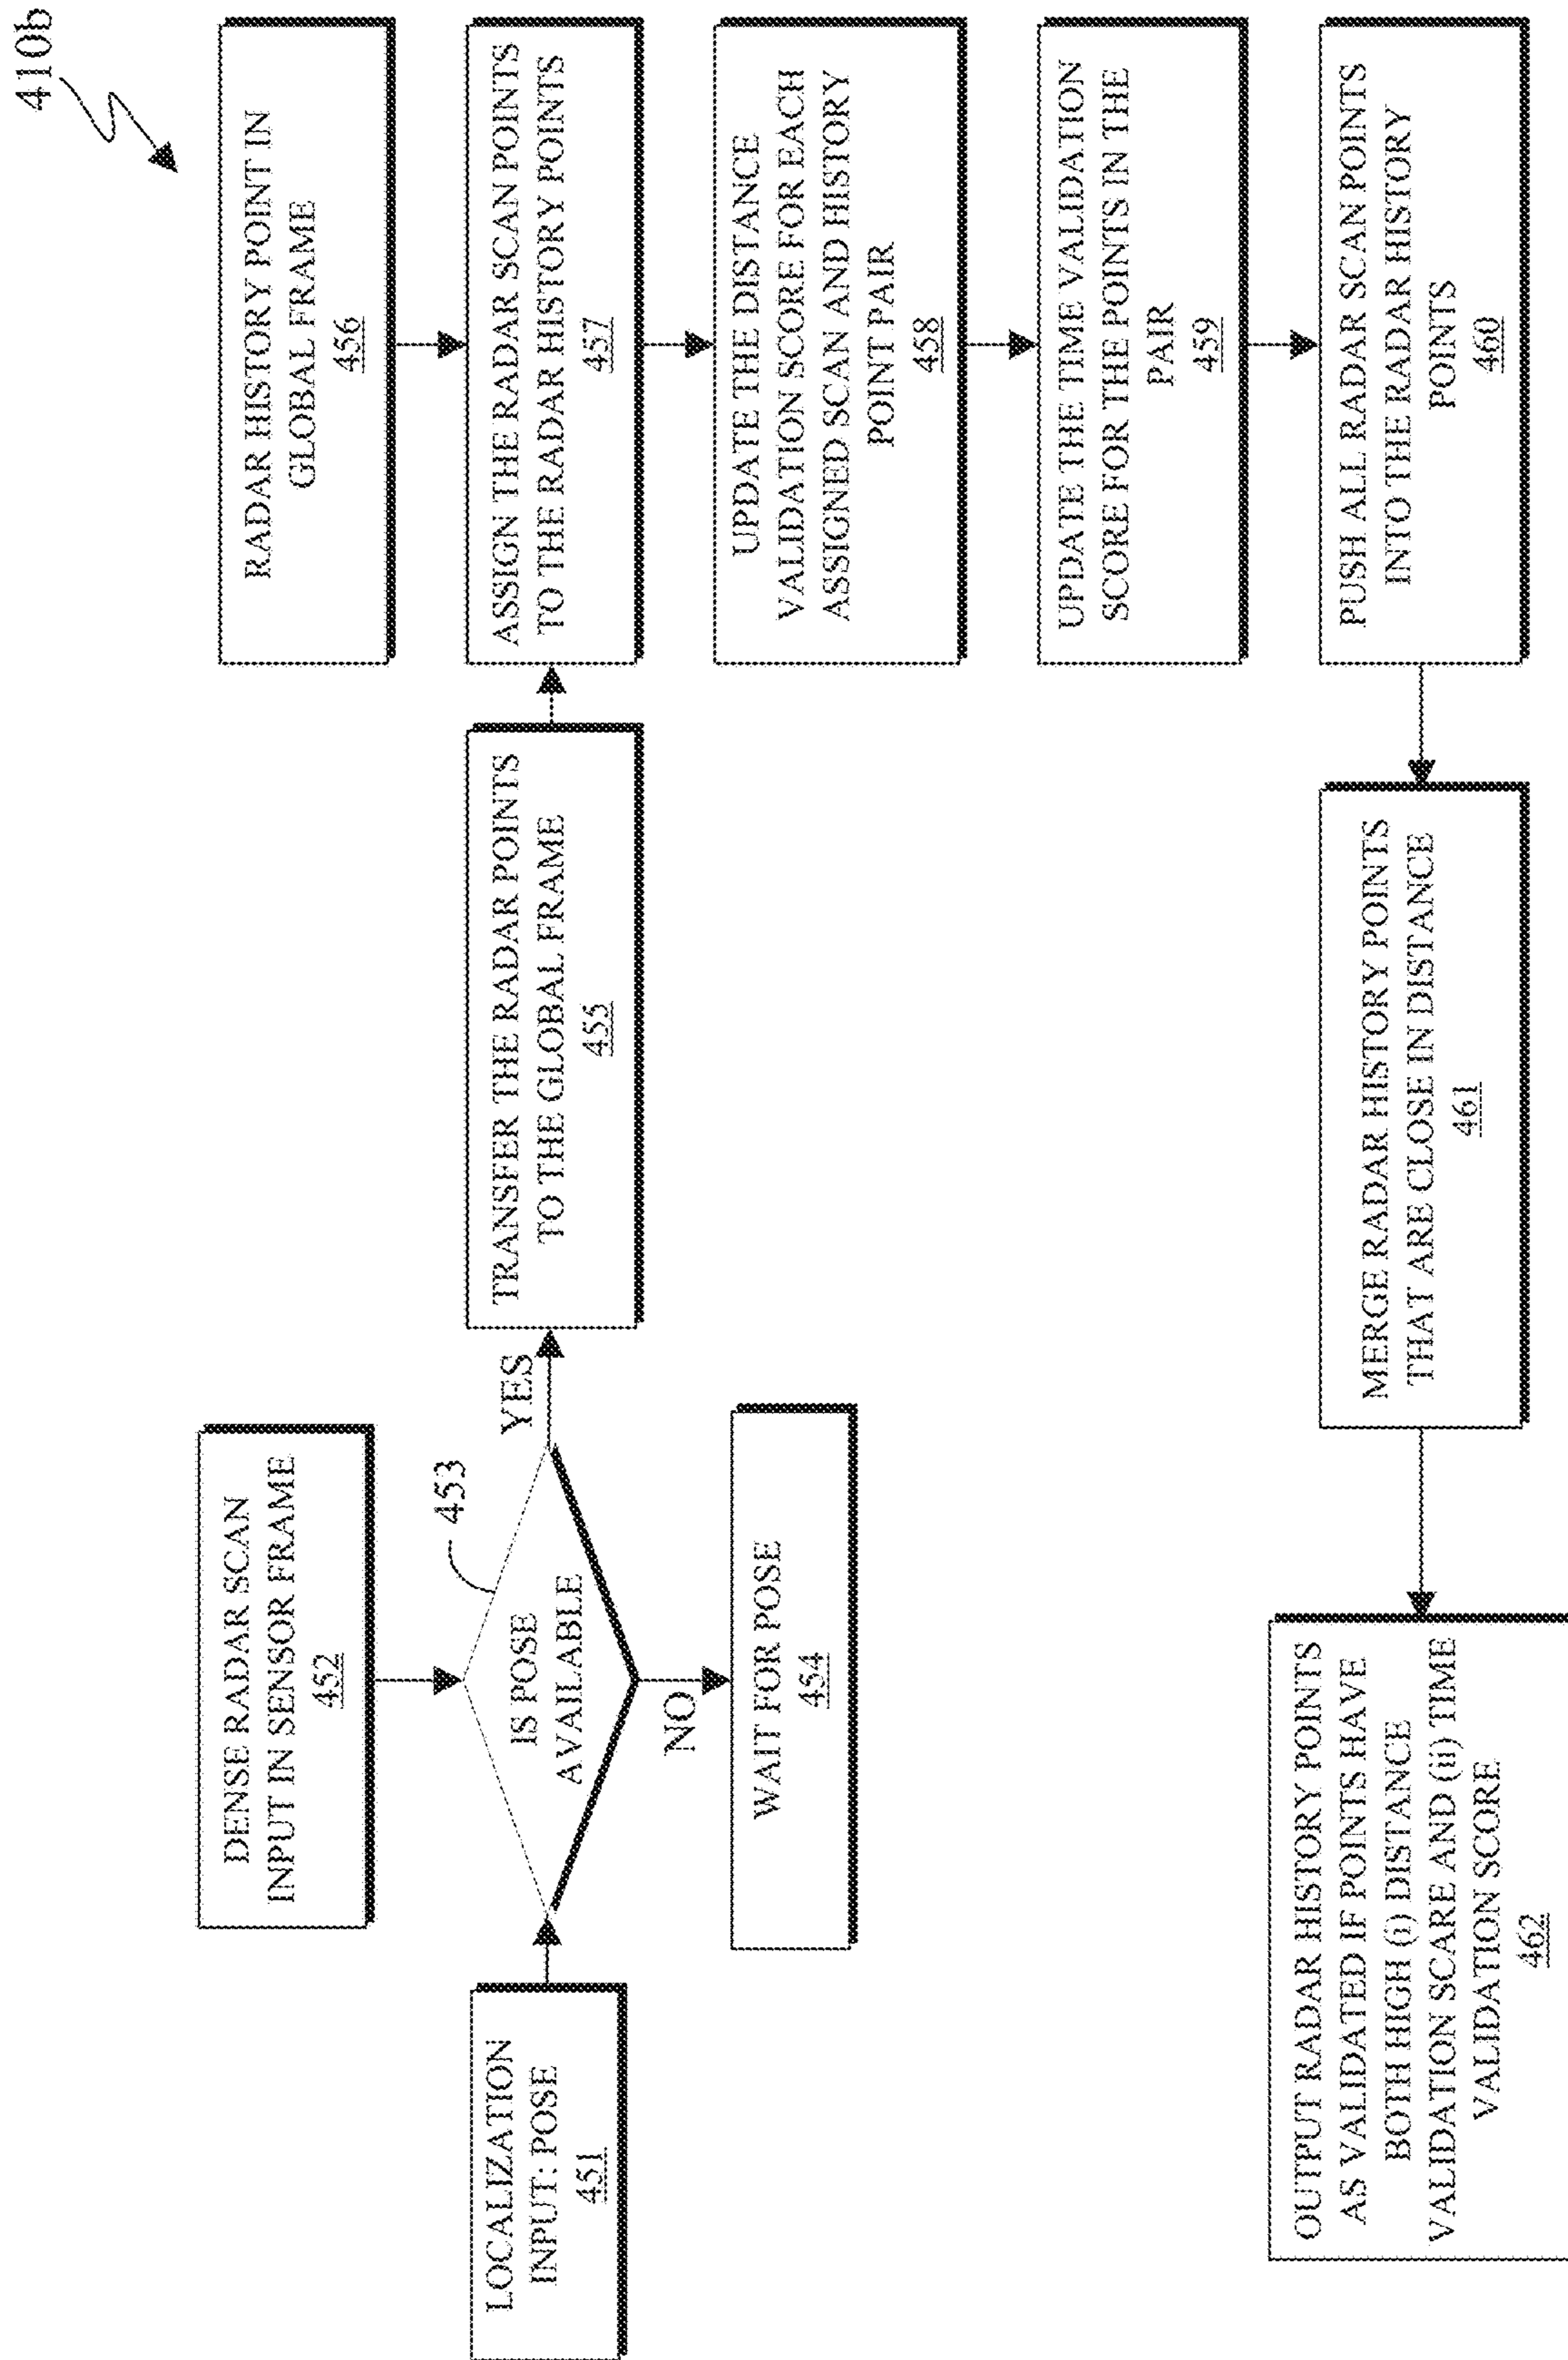 410b
LOCALIZATION
INPUT: POSE
451
DENSE RADAR SCAN
INPUT IN SENSOR FRAME
452
453
IS POSE
AVAILABLE
YES
NO
WAIT FOR POSE
454
TRANSFER THE RADAR POINTS
TO THE GLOBAL FRAME
455
RADAR HISTORY POINT IN
GLOBAL FRAME
456
ASSIGN THE RADAR SCAN POINTS
TO THE RADAR HISTORY POINTS
457
UPDATE THE DISTANCE
VALIDATION SCORE FOR EACH
ASSIGNED SCAN AND HISTORY
POINT PAIR
458
UPDATE THE TIME VALIDATION
SCORE FOR THE POINTS IN THE
PAIR
459
PUSH ALL RADAR SCAN POINTS
INTO THE RADAR HISTORY
POINTS
460
MERGE RADAR HISTORY POINTS
THAT ARE CLOSE IN DISTANCE
461
OUTPUT RADAR HISTORY POINTS
AS VALIDATED IF POINTS HAVE
BOTH HIGH (i) DISTANCE
VALIDATION SCARE AND (ii) TIME
VALIDATION SCORE
462